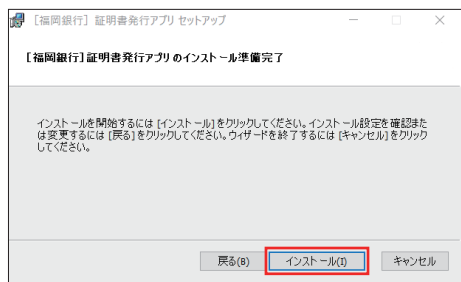 [福岡銀行] 証明書発行アプリ セットアップ
[福岡銀行]証明書発行アプリのインストール準備完了
インストールを開始するには [インストール]をクリックしてください。インストール設定を確認また
は変更するには [戻る]をクリックしてください。ウィザードを終了するには [キャンセル]をクリック
してください。
戻る(B) インストール(I) キャンセル